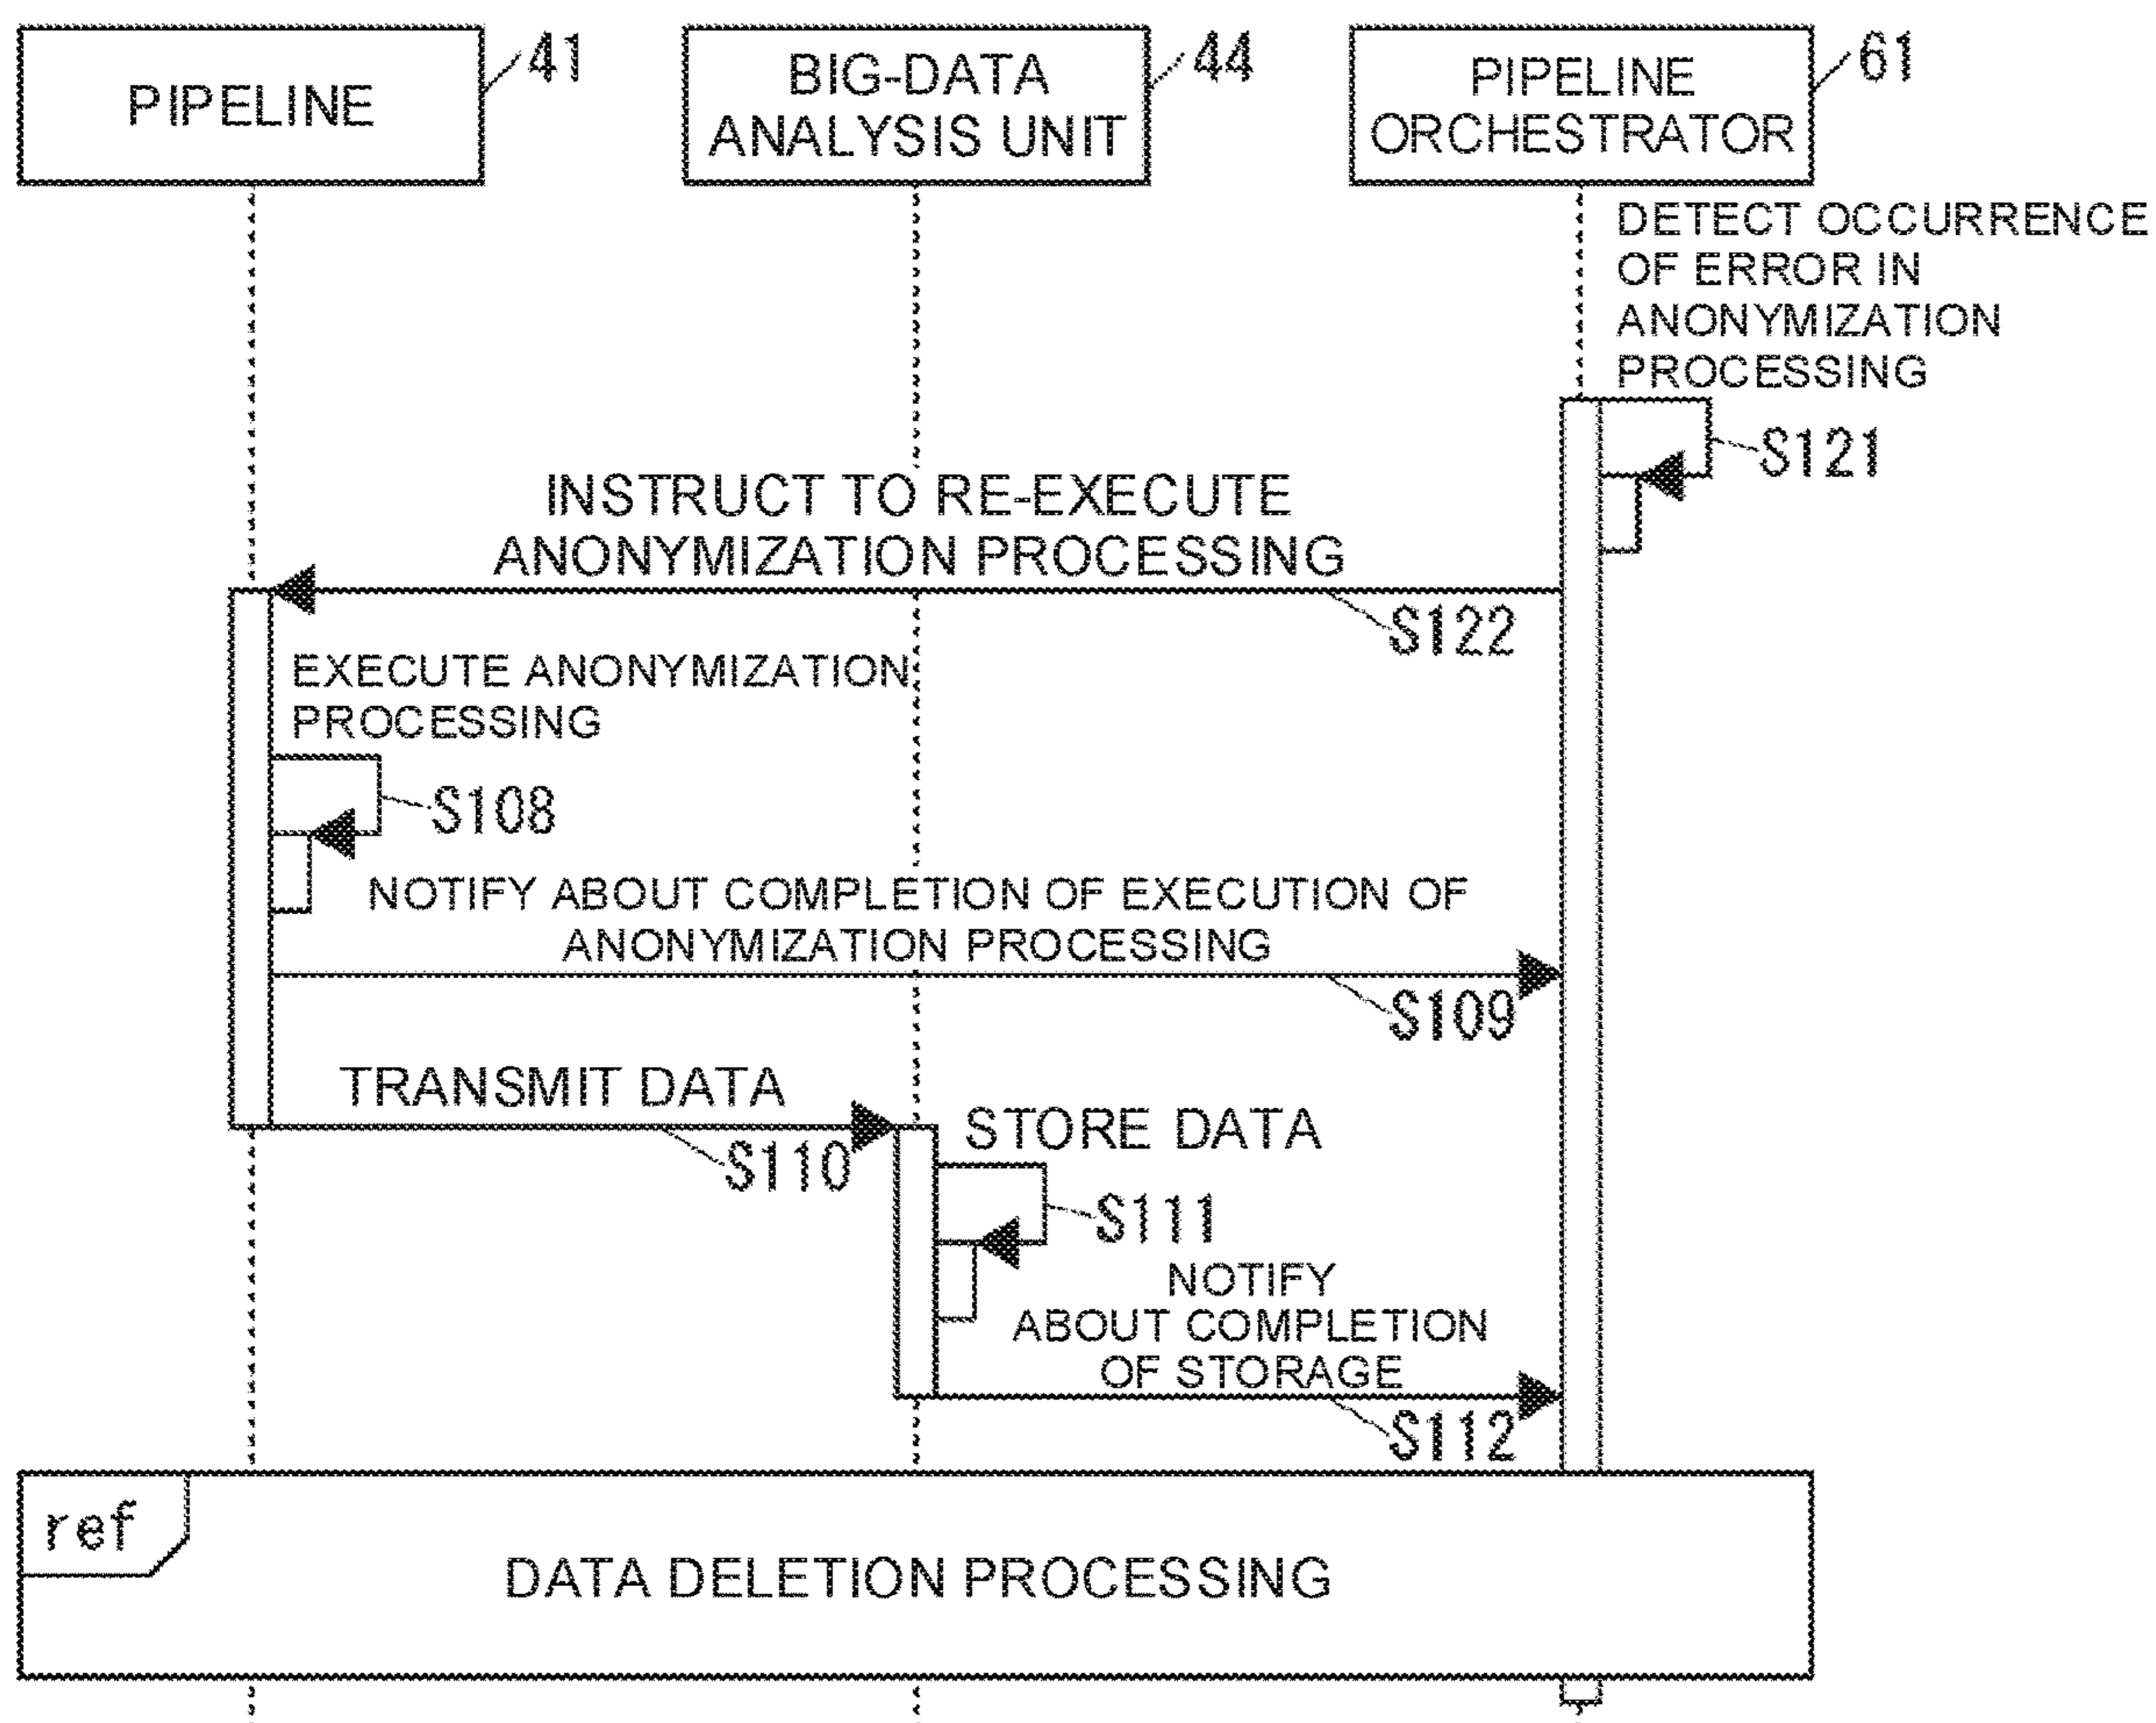 PIPELINE
41
BIG-DATA
ANALYSIS UNIT
44
PIPELINE
ORCHESTRATOR
61
DETECT OCCURRENCE
OF ERROR IN
ANONYMIZATION
PROCESSING
S121
INSTRUCT TO RE-EXECUTE
ANONYMIZATION PROCESSING
S122
EXECUTE ANONYMIZATION
PROCESSING
S108
NOTIFY ABOUT COMPLETION OF EXECUTION OF
ANONYMIZATION PROCESSING
S109
TRANSMIT DATA
S110
STORE DATA
S111
NOTIFY
ABOUT COMPLETION
OF STORAGE
S112
ref
DATA DELETION PROCESSING